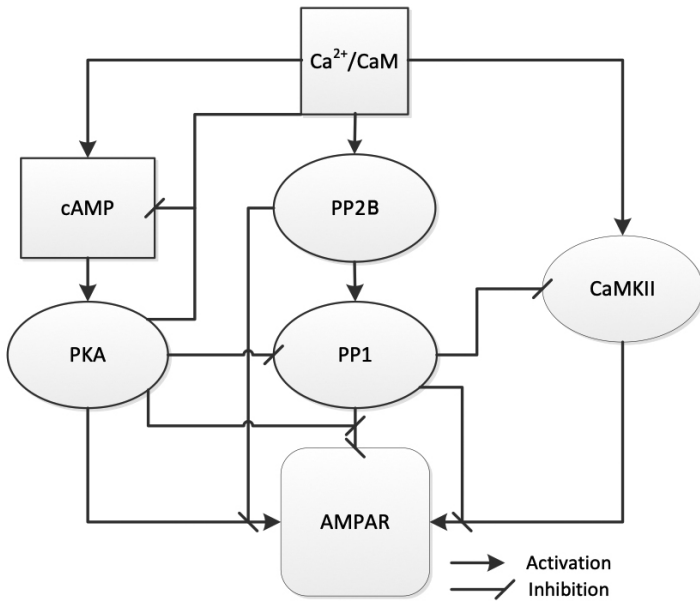 Ca²⁺/CaM
cAMP
PP2B
CaMKII
PKA
PP1
AMPAR
Activation
Inhibition